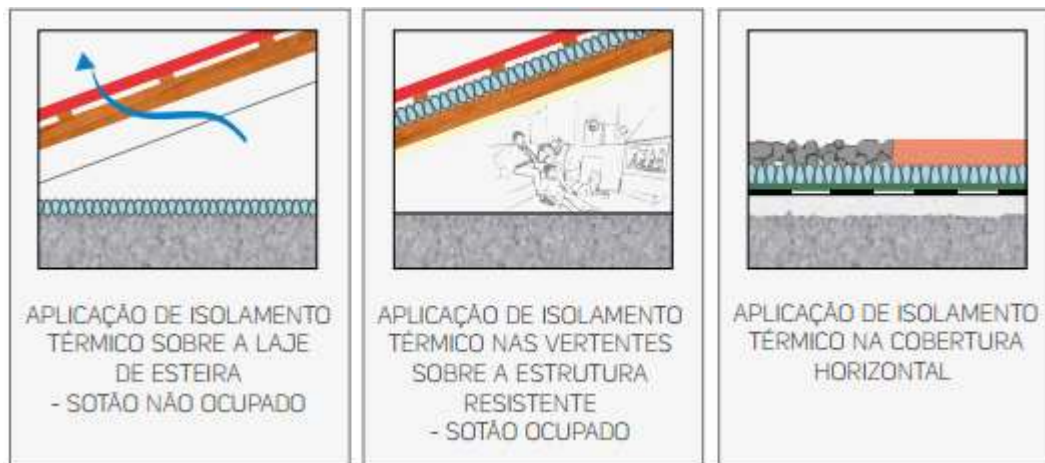 APLICAÇÃO DE ISOLAMENTO
TÉRMICO SOBRE A LAJE
DE ESTEIRA
- SOTÃO NÃO OCUPADO
APLICAÇÃO DE ISOLAMENTO
TÉRMICO NAS VERTENTES
SOBRE A ESTRUTURA
RESISTENTE
- SOTÃO OCUPADO
APLICAÇÃO DE ISOLAMENTO
TÉRMICO NA COBERTURA
HORIZONTAL